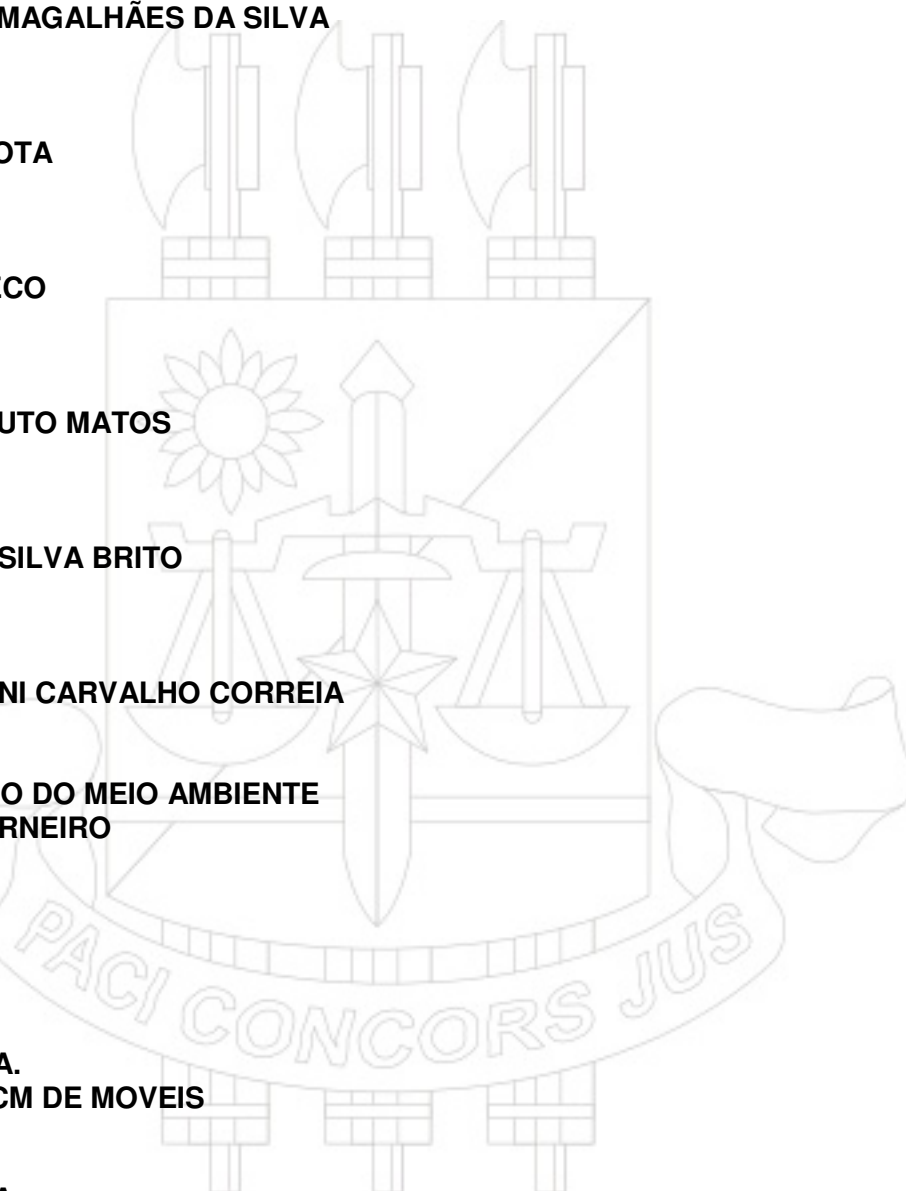 MAGALHÃES DA SILVA
OTA
ECO
UTO MATOS
SILVA BRITO
NI CARVALHO CORREIA
O DO MEIO AMBIENTE
RNEIRO
PACI CONCORS JUS
A.
CM DE MOVEIS